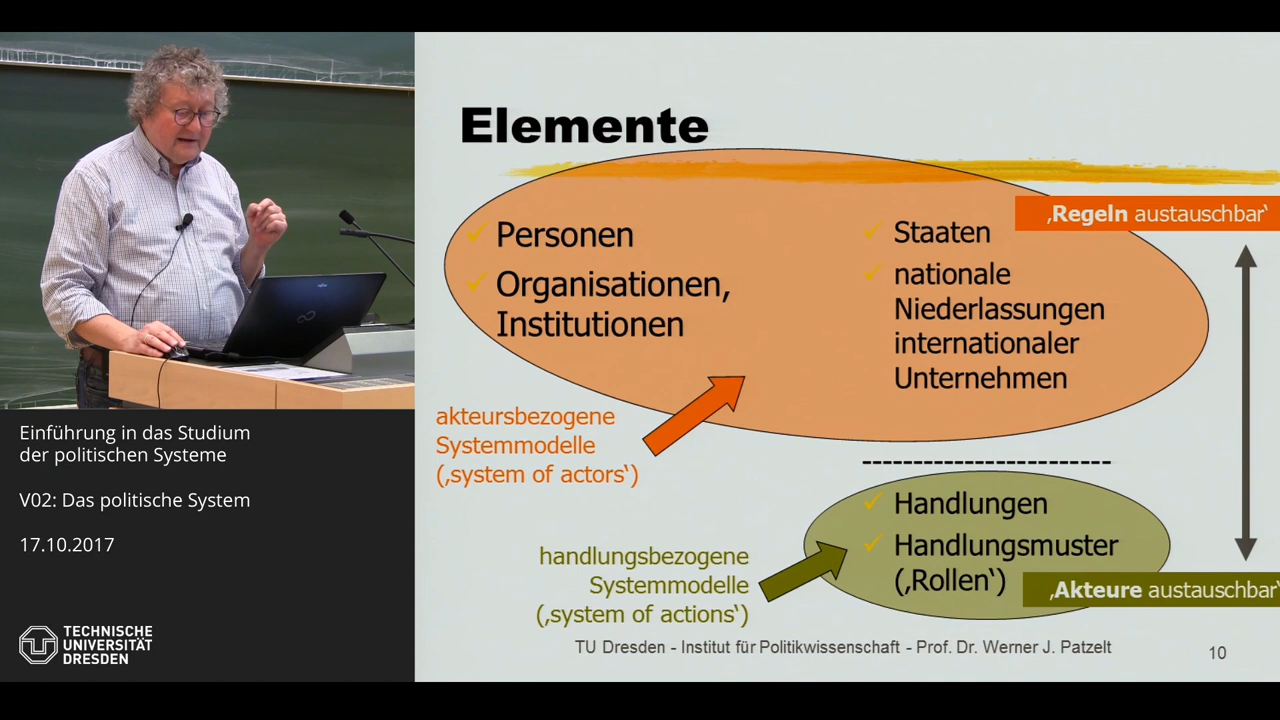 Elemente
‚Regeln austauschbar‘
Personen
Organisationen,
Institutionen
Staaten
nationale
Niederlassungen
internationaler
Unternehmen
akteursbezogene
Systemmodelle
(‚system of actors‘)
Handlungen
Handlungsmuster
(‚Rollen‘)
handlungsbezogene
Systemmodelle
(‚system of actions‘)
‚Akteure austauschbar‘
TU Dresden - Institut für Politikwissenschaft - Prof. Dr. Werner J. Patzelt
10
Einführung in das Studium
der politischen Systeme
V02: Das politische System
17.10.2017
TECHNISCHE
UNIVERSITÄT
DRESDEN